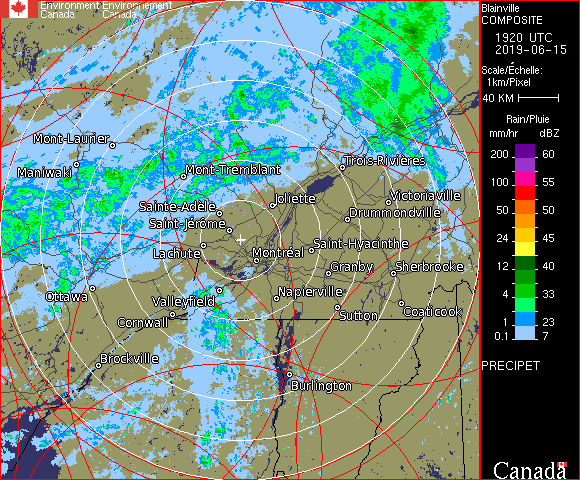 Environment Environnement
Canada Canada
Blainville
COMPOSITE
1920 UTC
2019-06-15
Scale/Échelle:
1km/Pixel
40 KM
Rain/Pluie
mm/hr dBZ
200 60
100 55
50 50
24 45
12 40
4 33
1 23
0.1 7
PRECIPET
Canada
Mont-Laurier
Maniwaki
Mont-Tremblant
Trois-Rivières
Sainte-Adèle
Joliette
Victoriaville
Saint-Jérome
Drummondville
Lachute
Montréal
Saint-Hyacinthe
Granby
Sherbrooke
Ottawa
Valleyfield
Napierville
Cornwall
Sutton
Coaticook
Brockville
Burlington